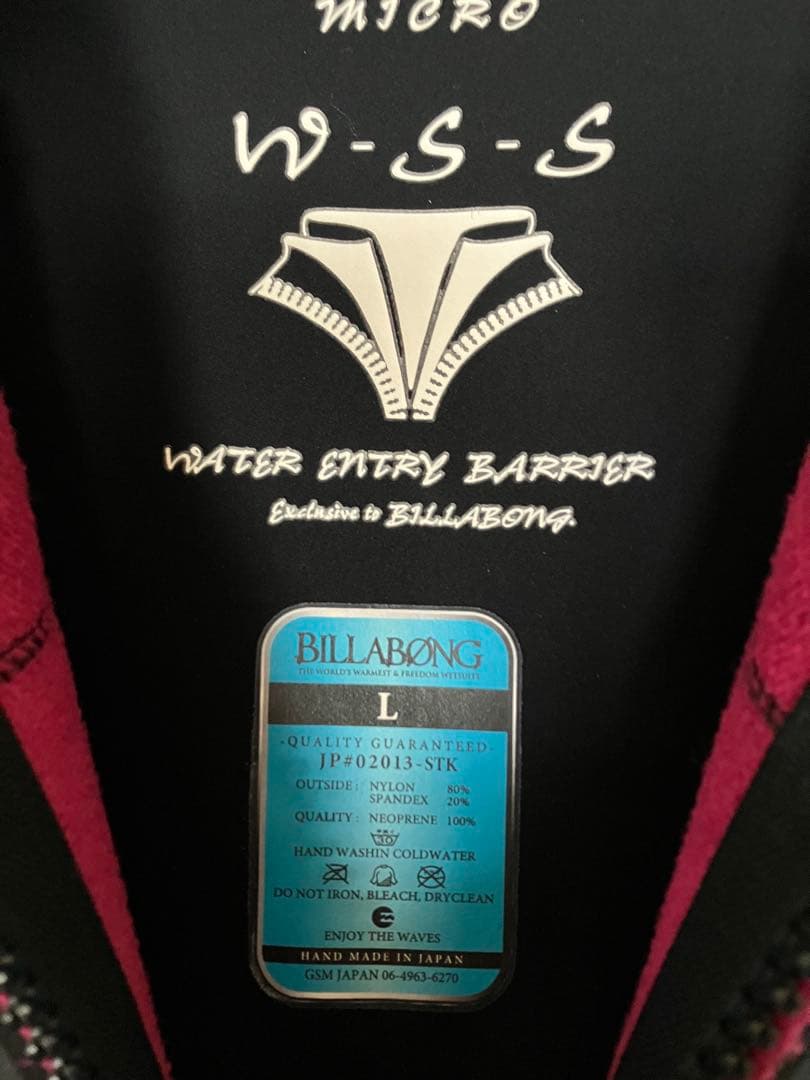 MICRO
W-S-S
WATER ENTRY BARRIER
Exclusive to BILLABONG.
BILLABONG
THE WORLD'S WARMEST & FREEDOM WETSUITS
L
-QUALITY GUARANTEED-
JP#02013-STK
OUTSIDE: NYLON 80%
SPANDEX 20%
QUALITY: NEOPRENE 100%
30
HAND WASHIN COLDWATER
DO NOT IRON, BLEACH, DRYCLEAN
ENJOY THE WAVES
HAND MADE IN JAPAN
GSM JAPAN 06-4963-6270